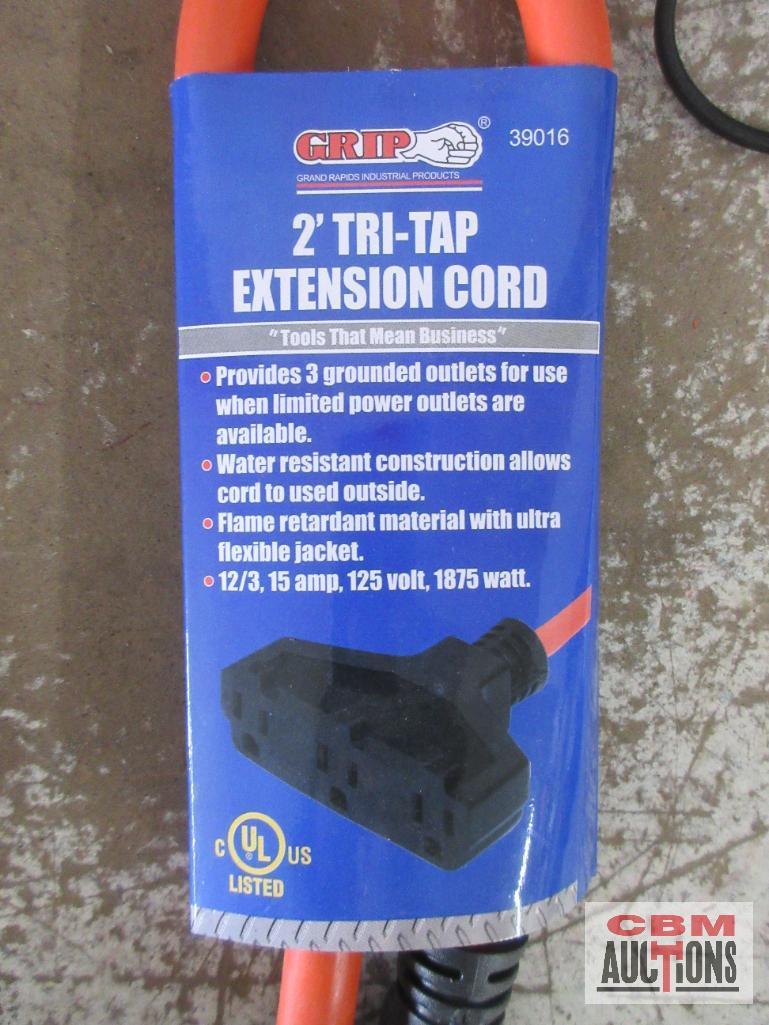 GRIP ® 39016
GRAND RAPIDS INDUSTRIAL PRODUCTS
2' TRI-TAP
EXTENSION CORD
"Tools That Mean Business"
• Provides 3 grounded outlets for use
when limited power outlets are
available.
• Water resistant construction allows
cord to used outside.
• Flame retardant material with ultra
flexible jacket.
• 12/3, 15 amp, 125 volt, 1875 watt.
C UL ® US
LISTED
CBM
AUCTIONS